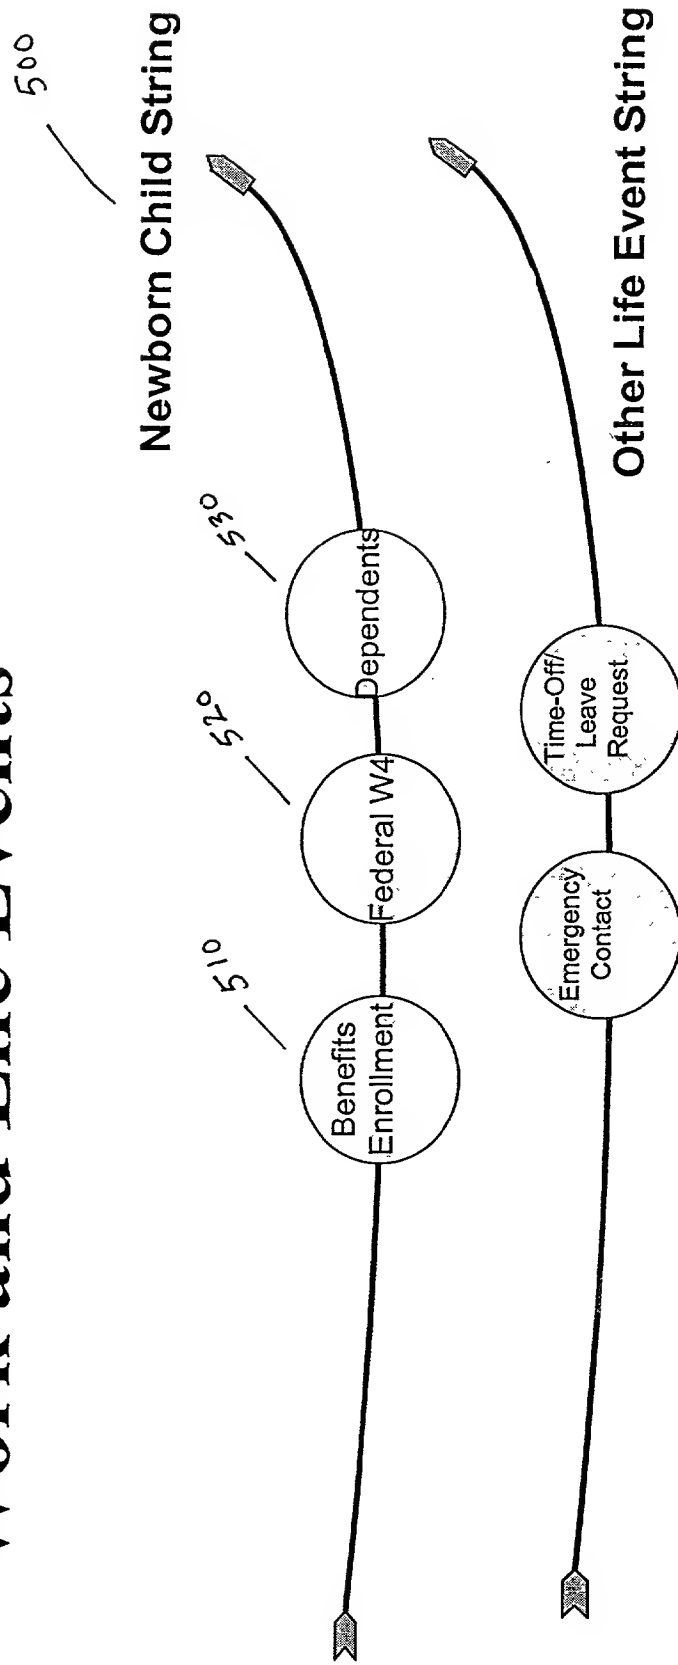 Work and Life Events
500
Newborn Child String
510
520
530
Benefits
Enrollment
Federal W4
Dependents
Emergency
Contact
Time-Off/
Leave
Request
Other Life Event String